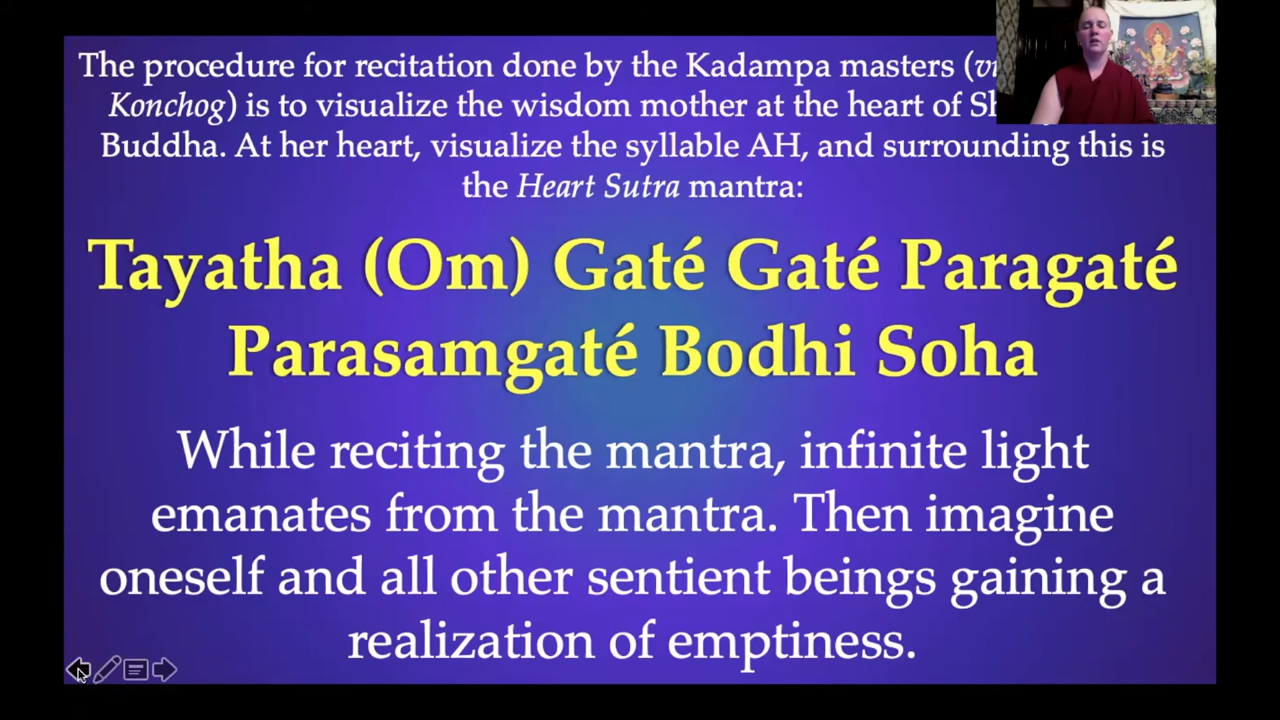 The procedure for recitation done by the Kadampa masters
Konchog) is to visualize the wisdom mother at the heart of
Buddha. At her heart, visualize the syllable AH, and surrounding this is
the Heart Sutra mantra:
Tayatha (Om) Gaté Gaté Paragaté
Parasamgaté Bodhi Soha
While reciting the mantra, infinite light
emanates from the mantra. Then imagine
oneself and all other sentient beings gaining a
realization of emptiness.